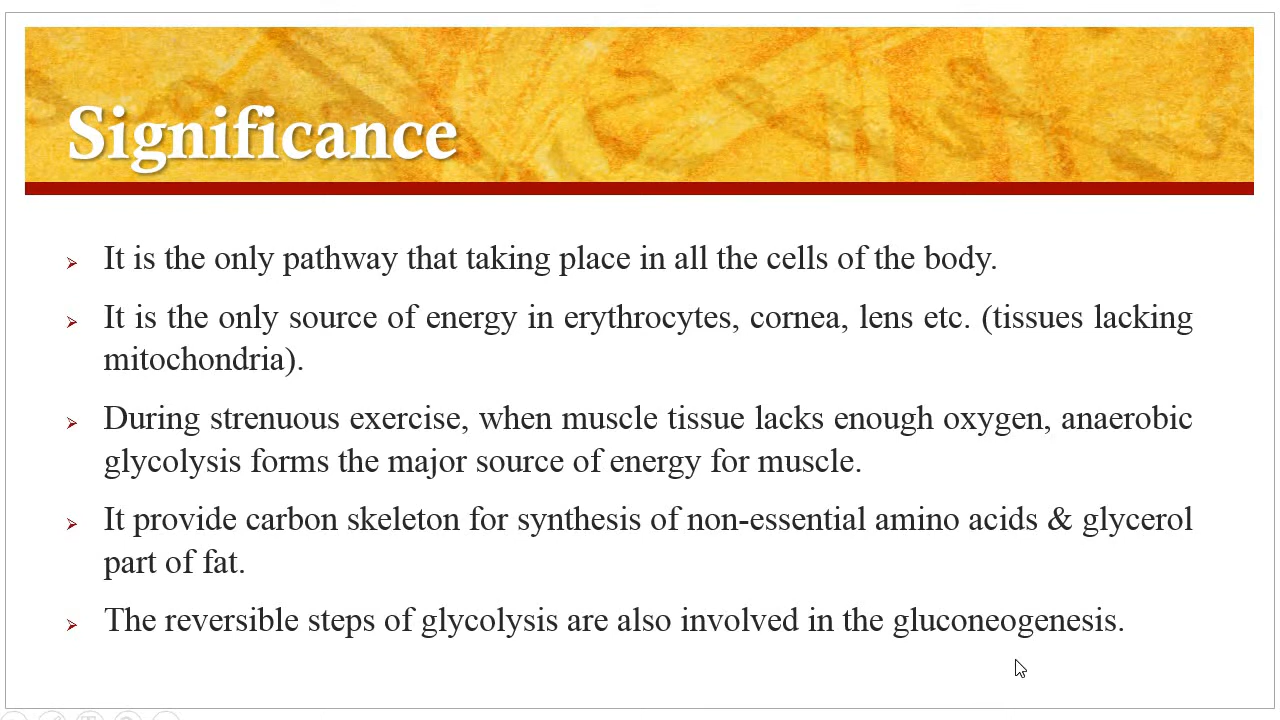 Significance
It is the only pathway that taking place in all the cells of the body.
It is the only source of energy in erythrocytes, cornea, lens etc. (tissues lacking
mitochondria).
During strenuous exercise, when muscle tissue lacks enough oxygen, anaerobic
glycolysis forms the major source of energy for muscle.
It provide carbon skeleton for synthesis of non-essential amino acids & glycerol
part of fat.
The reversible steps of glycolysis are also involved in the gluconeogenesis.